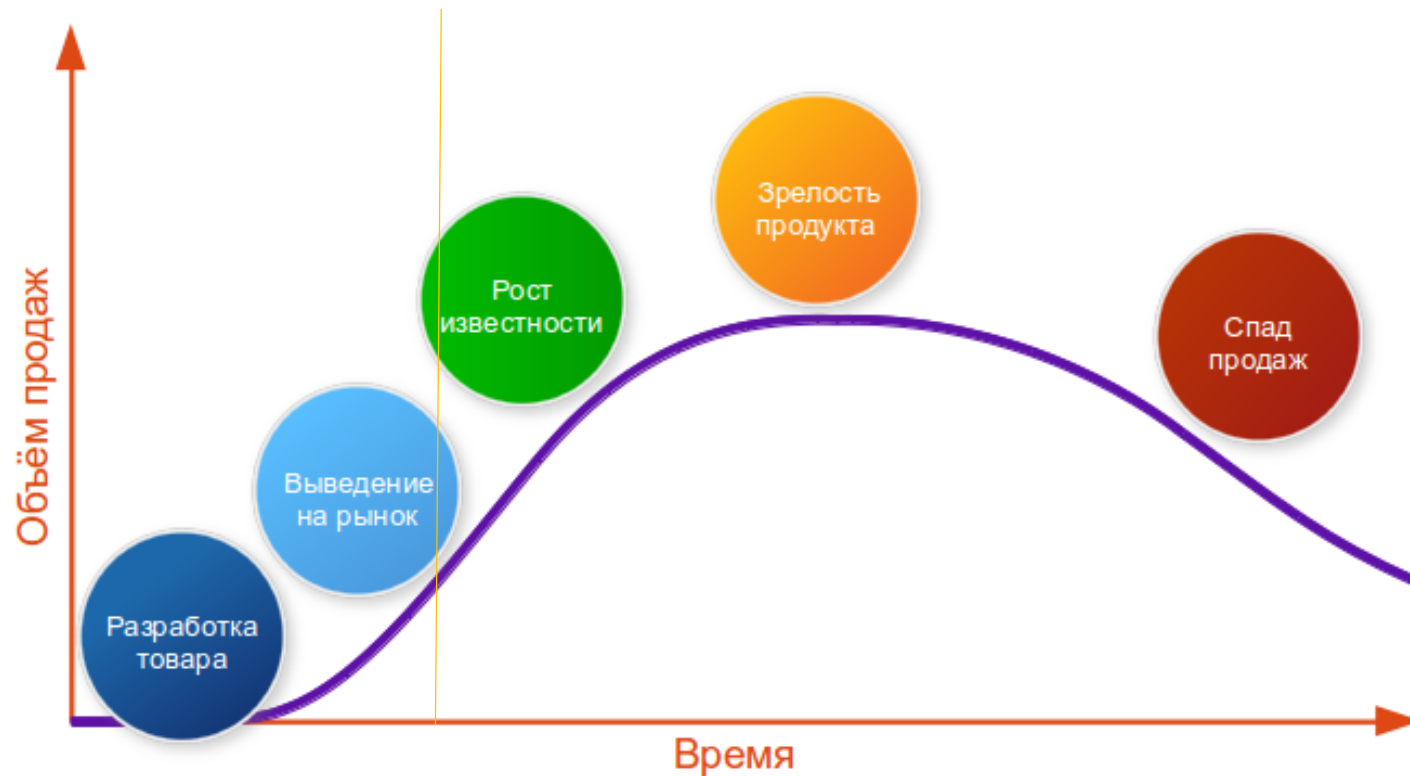 Объём продаж
Разработка
товара
Выведение
на рынок
Рост
известности
Зрелость
продукта
Спад
продаж
Время